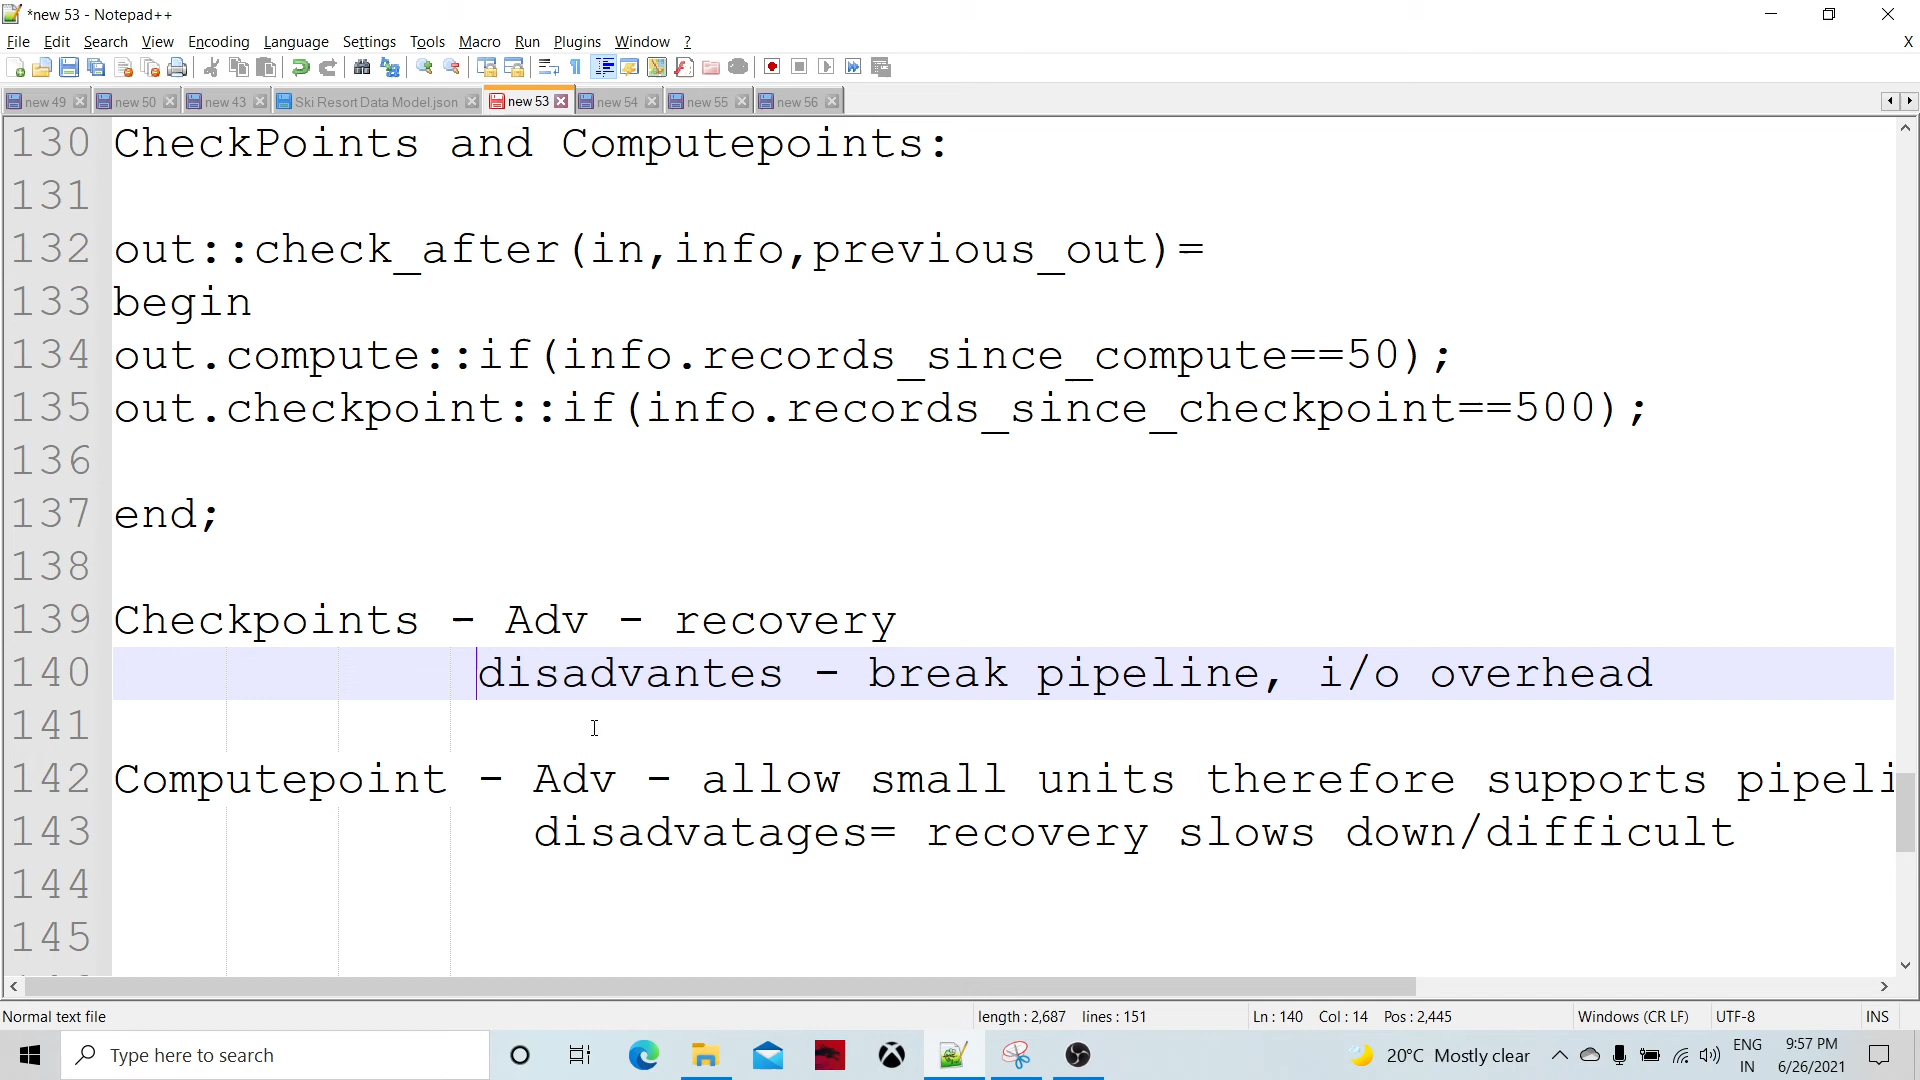 *new 53 - Notepad++
File Edit Search View Encoding Language Settings Tools Macro Run Plugins Window ? X
new 49 new 50 new 43 Ski Resort Data Model.json new 53 new 54 new 55 new 56
130 CheckPoints and Computepoints:
131
132 out::check_after(in,info,previous_out)=
133 begin
134 out.compute::if(info.records_since_compute==50);
135 out.checkpoint::if(info.records_since_checkpoint==500);
136
137 end;
138
139 Checkpoints - Adv - recovery
140 disadvantes - break pipeline, i/o overhead
141
142 Computepoint - Adv - allow small units therefore supports pipeli
143 disadvatages= recovery slows down/difficult
144
145
Normal text file length : 2,687 lines : 151 Ln : 140 Col : 14 Pos : 2,445 Windows (CR LF) UTF-8 INS
Type here to search 20°C Mostly clear ENG 9:57 PM
IN 6/26/2021